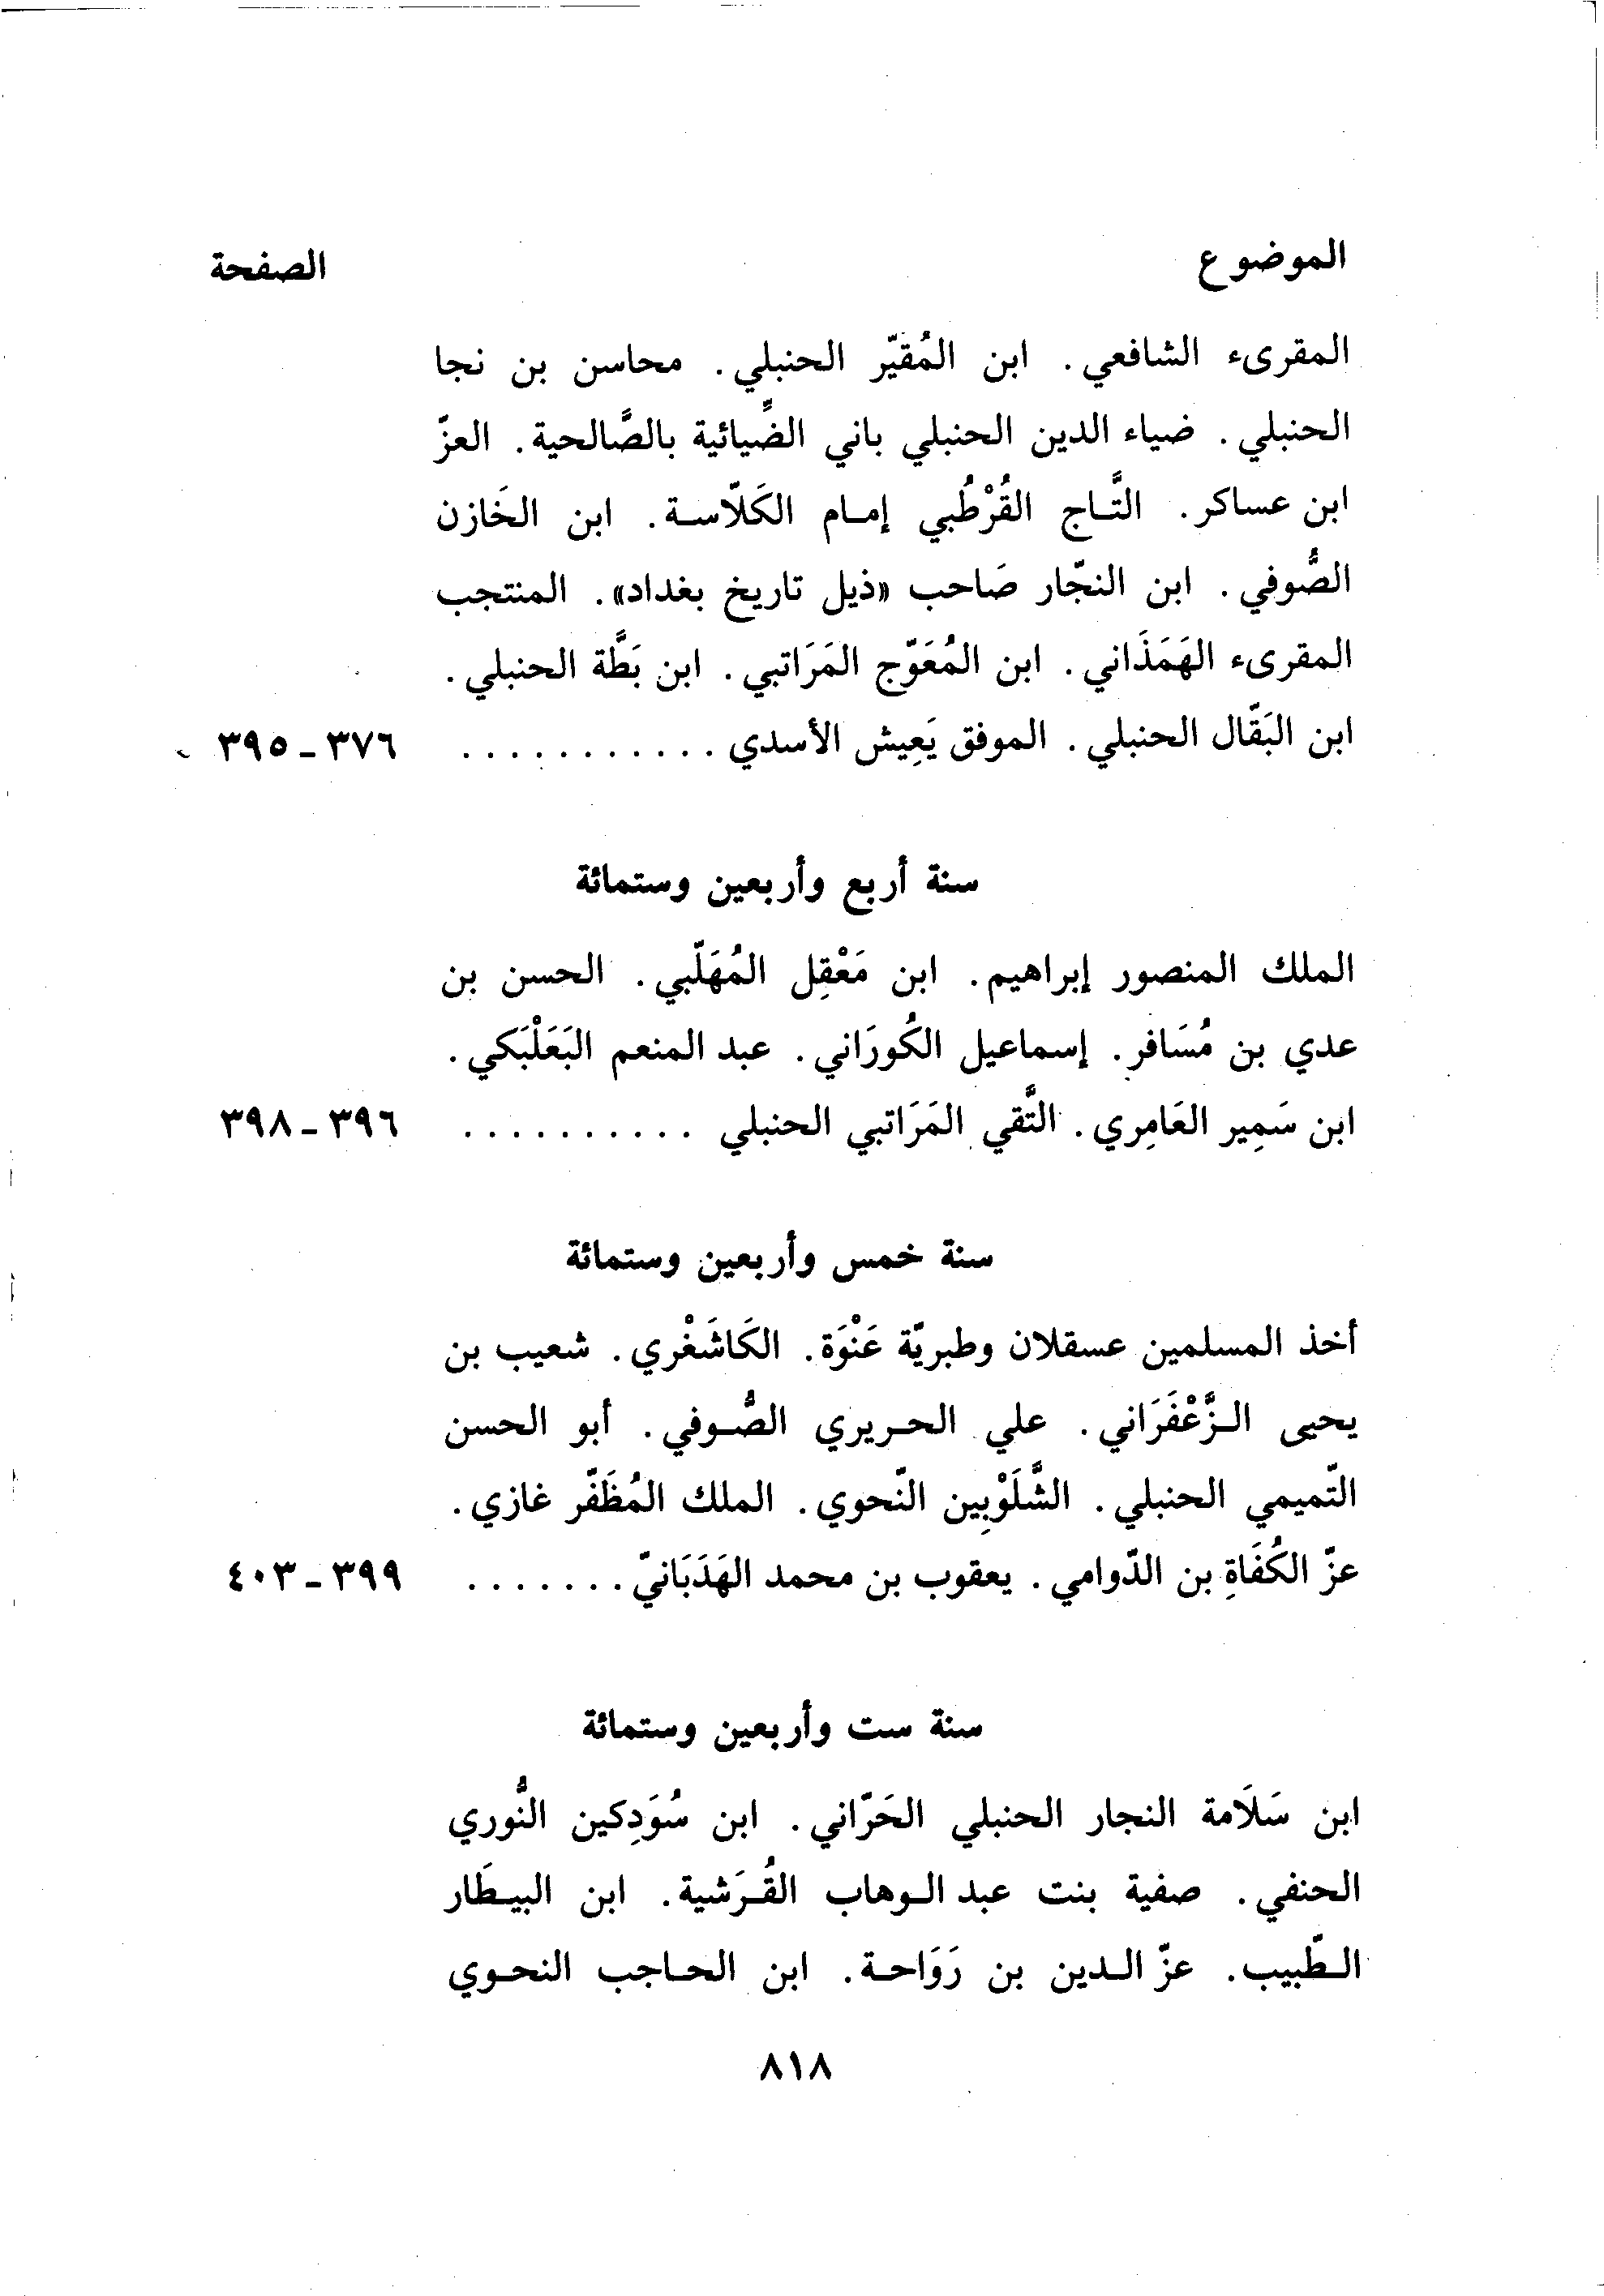 الموضوع الصفحة
المقرىء الشافعي. ابن المُقيّر الحنبلي. محاسن بن نجا
الحنبلي. ضياء الدين الحنبلي باني الضِّيائية بالصَّالحية. العزّ
ابن عساكر. التَّاج القُرْطُبي إمام الكَلّاسة. ابن الخَازن
الصُّوفي. ابن النجّار صَاحب «ذيل تاريخ بغداد». المنتجب
المقرىء الهَمَذَاني. ابن المُعَوّج المَرَاتبي. ابن بَطَّة الحنبلي.
ابن البَقّال الحنبلي. الموفق يَعِيش الأسدي ........... ٣٧٦ - ٣٩٥
سنة أربع وأربعين وستمائة
الملك المنصور إبراهيم. ابن مَعْقِل المُهَلّبي. الحسن بن
عدي بن مُسَافر. إسماعيل الكُورَاني. عبد المنعم البَعَلْبَكي.
ابن سَمِير العَامِري. التَّقي المَرَاتبي الحنبلي .......... ٣٩٦ - ٣٩٨
سنة خمس وأربعين وستمائة
أخذ المسلمين عسقلان وطبريّة عَنْوَة. الكَاشَغْري. شعيب بن
يحيى الزَّعْفَرَاني. علي الحريري الصُّوفي. أبو الحسن
التّميمي الحنبلي. الشَّلَوْبِين النّحوي. الملك المُظَفّر غازي.
عزّ الكُفَاةِ بن الدّوامي. يعقوب بن محمد الهَدَبَانيّ ....... ٣٩٩ - ٤٠٣
سنة ست وأربعين وستمائة
ابن سَلَامة النجار الحنبلي الحَرّاني. ابن سُوَدِكين النُّوري
الحنفي. صفية بنت عبد الوهاب القُرَشية. ابن البيطَار
الطّبيب. عزّ الدين بن رَوَاحة. ابن الحاجب النحوي
٨١٨